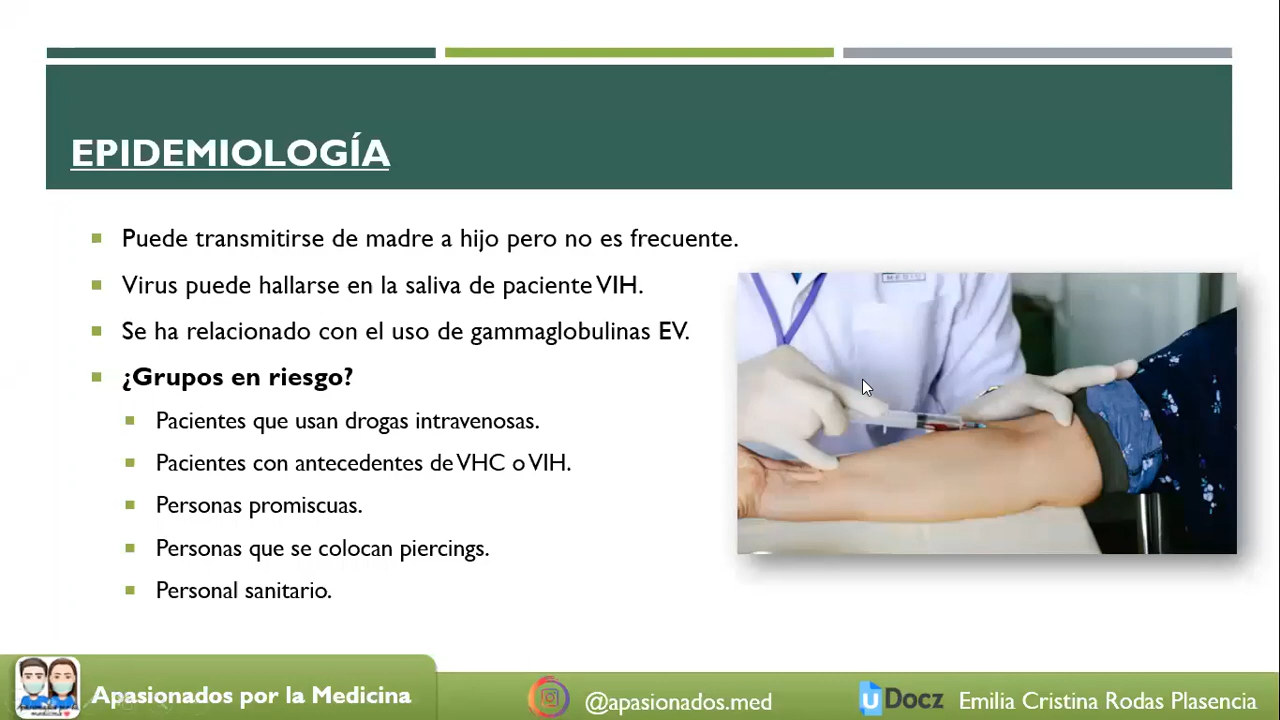 EPIDEMIOLOGÍA
Puede transmitirse de madre a hijo pero no es frecuente.
Virus puede hallarse en la saliva de paciente VIH.
Se ha relacionado con el uso de gammaglobulinas EV.
¿Grupos en riesgo?
Pacientes que usan drogas intravenosas.
Pacientes con antecedentes de VHC o VIH.
Personas promiscuas.
Personas que se colocan piercings.
Personal sanitario.
Apasionados por la Medicina
@apasionados.med
uDocz
Emilia Cristina Rodas Plasencia